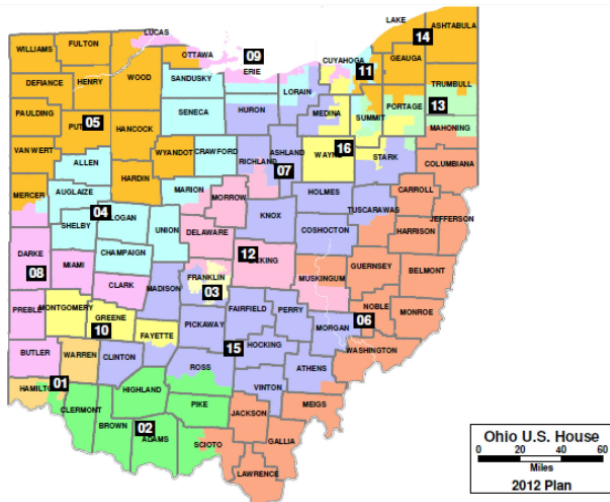 LAKE
ASHTABULA
14
GEAUGA
LUCAS
WILLIAMS
FULTON
OTTAWA
09
ERIE
CUYAHOGA
11
WOOD
SANDUSKY
LORAIN
TRUMBULL
DEFIANCE
HENRY
SENECA
HURON
MEDINA
SUMMIT
PORTAGE
13
PAULDING
PUT
05
HANCOCK
MAHONING
VAN WERT
WYANDOT
CRAWFORD
RICHLAND
ASHLAND
07
WAYNE
16
STARK
COLUMBIANA
ALLEN
HARDIN
MERCER
AUGLAIZE
MARION
MORROW
HOLMES
CARROLL
04
LOGAN
SHELBY
UNION
DELAWARE
KNOX
COSHOCTON
TUSCARAWAS
HARRISON
JEFFERSON
DARKE
08
MIAMI
CHAMPAIGN
12
KING
GUERNSEY
BELMONT
CLARK
MADISON
FRANKLIN
03
MUSKINGUM
NOBLE
MONROE
PREBLE
MONTGOMERY
GREENE
10
FAYETTE
PICKAWAY
FAIRFIELD
PERRY
MORGAN
06
WASHINGTON
BUTLER
WARREN
CLINTON
15
HOCKING
ATHENS
01
HAMILTO
HIGHLAND
ROSS
VINTON
MEIGS
CLERMONT
BROWN
02
ADAMS
PIKE
JACKSON
GALLIA
SCIOTO
LAWRENCE
Ohio U.S. House
0 20 40 60
Miles
2012 Plan